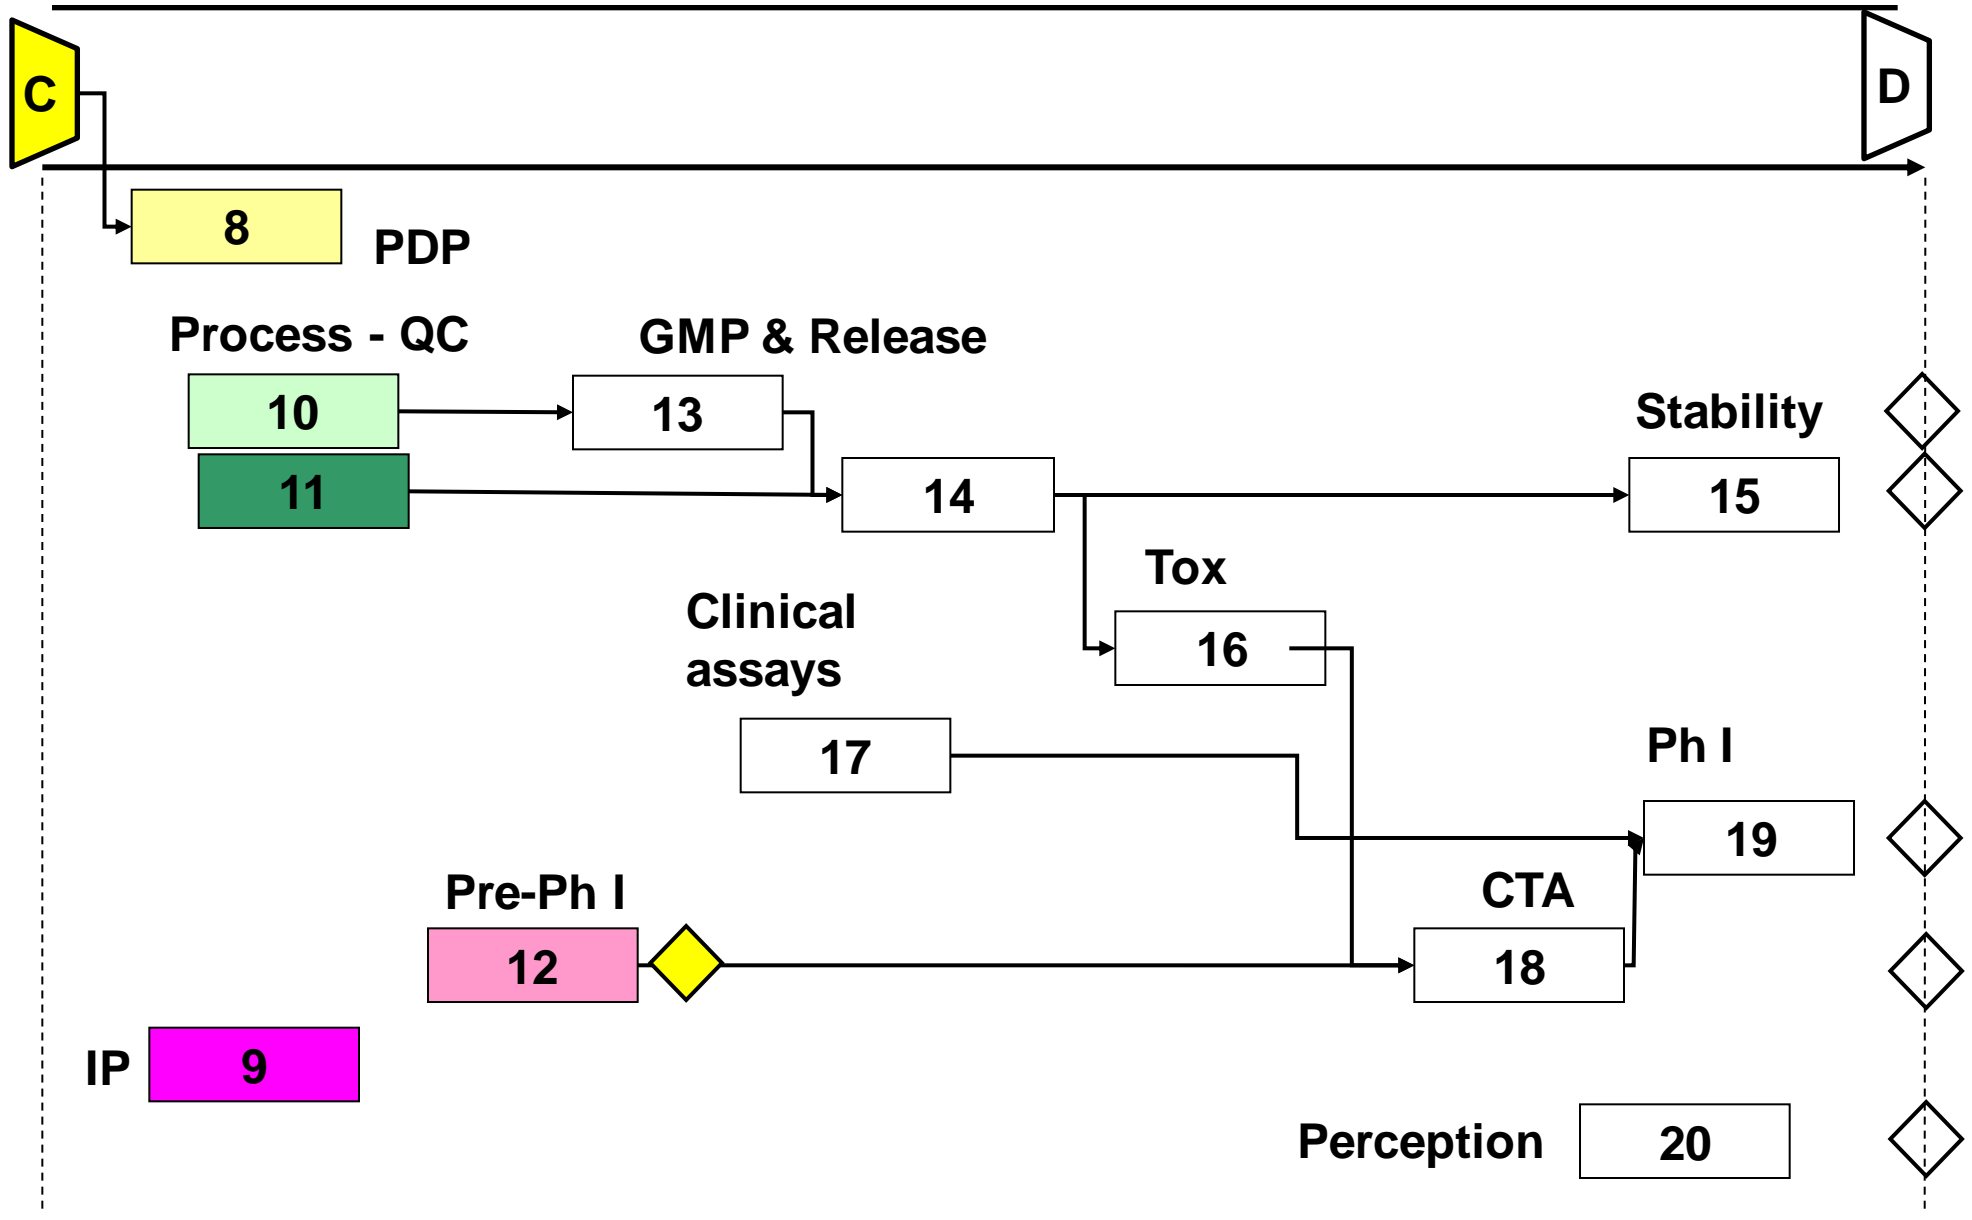 C
D
8
PDP
Process - QC
GMP & Release
10
13
Stability
11
14
15
Tox
Clinical
assays
16
17
Ph I
19
Pre-Ph I
CTA
12
18
IP
9
Perception
20